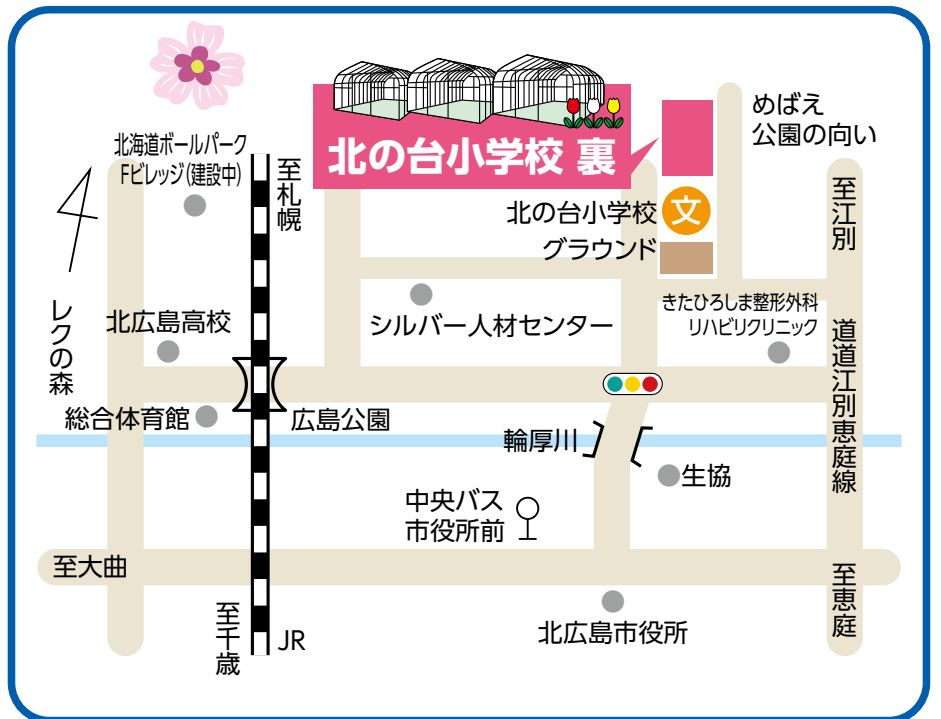 北の台小学校 裏
めばえ
公園の向い
北海道ボールパーク
Fビレッジ(建設中)
至札幌
北の台小学校
文
グラウンド
至江別
レクの森
北広島高校
シルバー人材センター
きたひろしま整形外科
リハビリクリニック
道道江別恵庭線
総合体育館
広島公園
輪厚川
生協
中央バス
市役所前
至大曲
至千歳
JR
北広島市役所
至恵庭